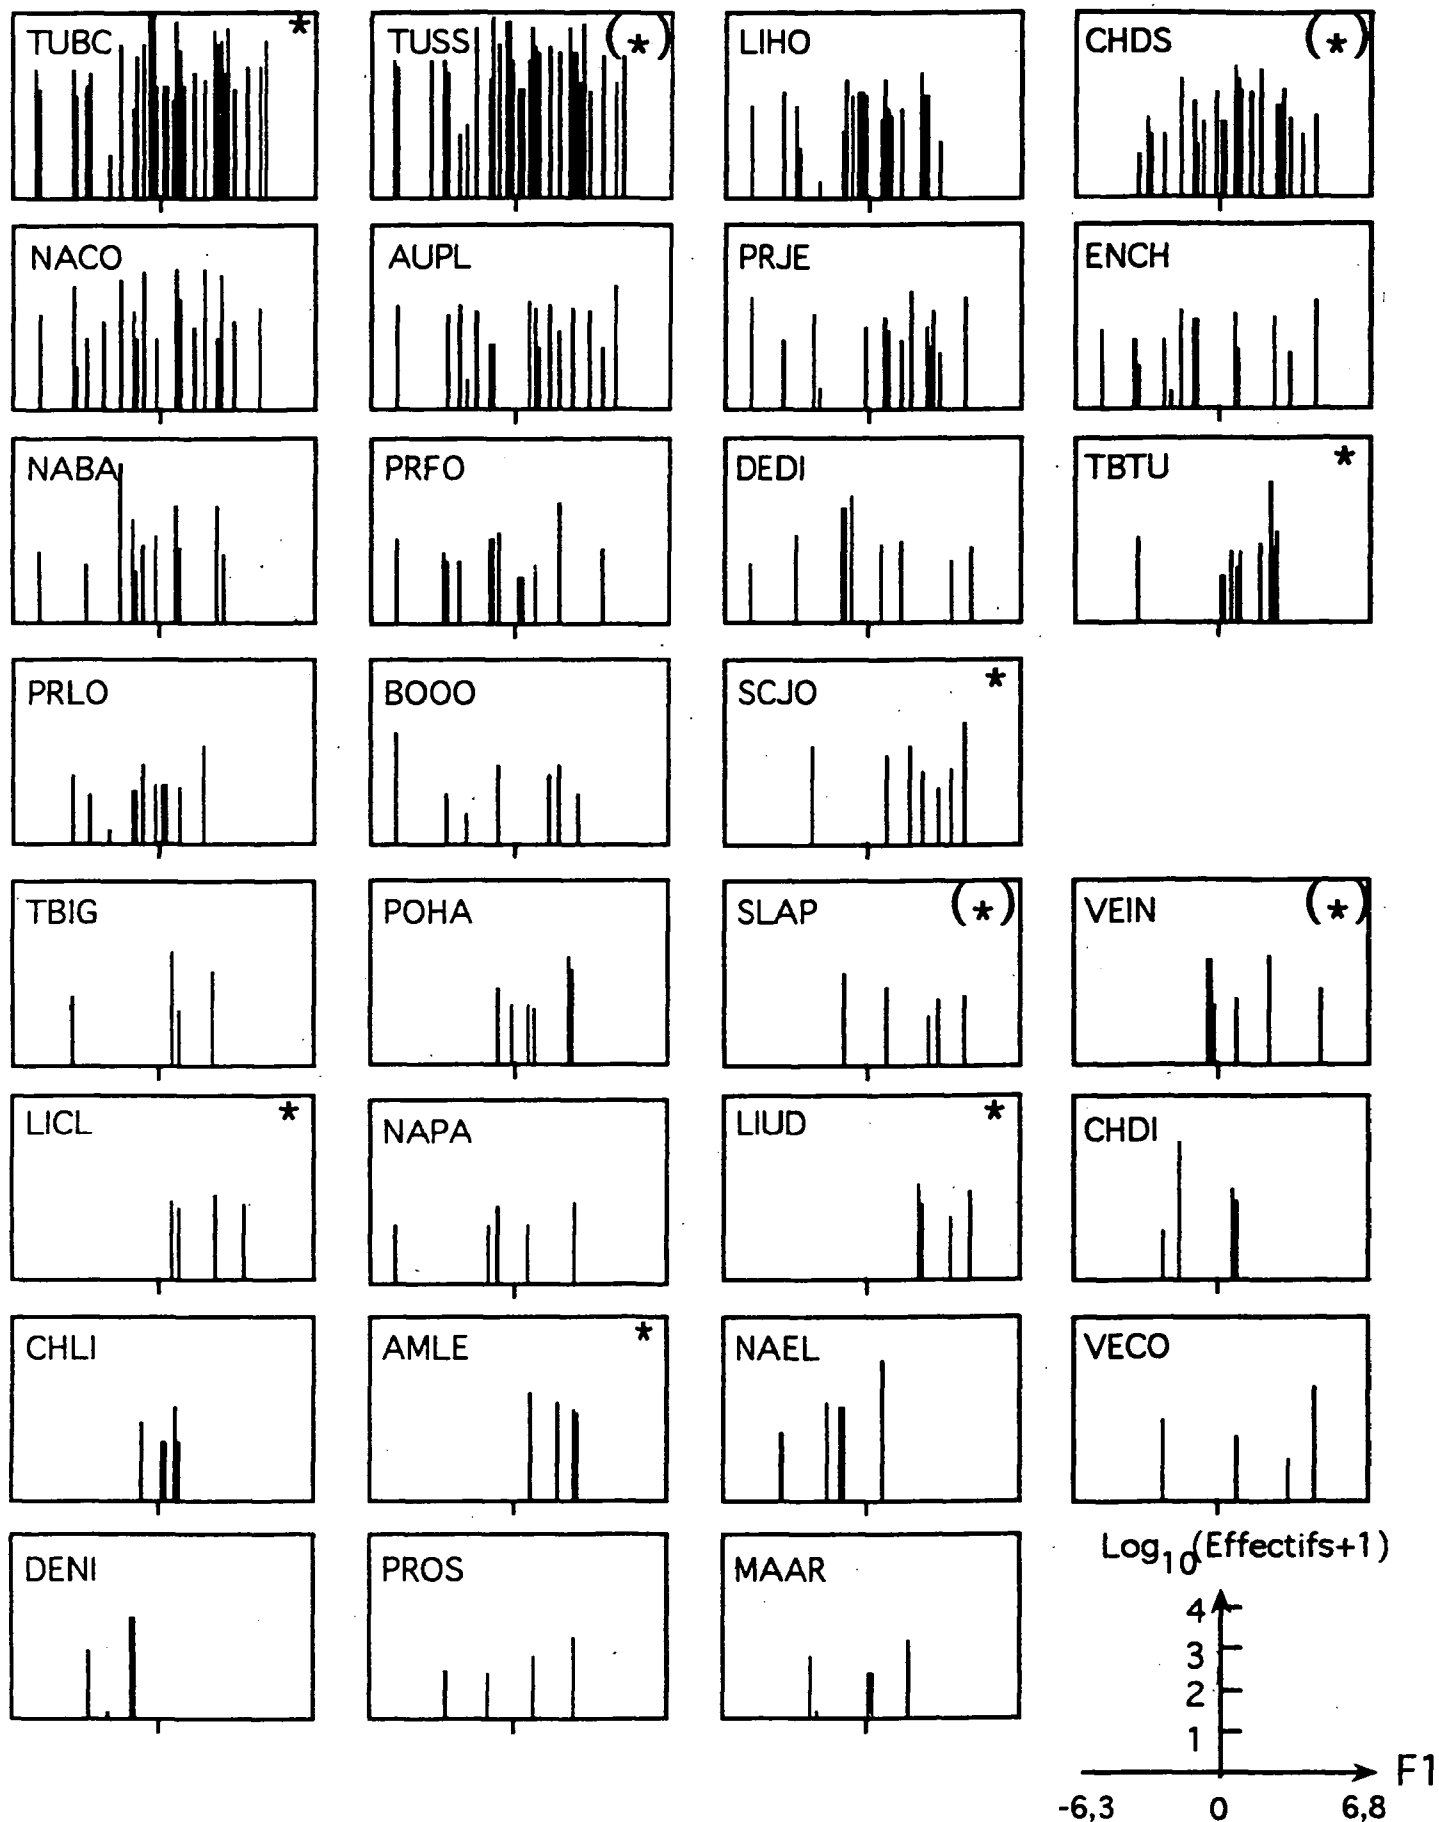 TUBC * TUSS (*) LIHO CHDS (*)
NACO AUPL PRJE ENCH
NABA PRFO DEDI TBTU *
PRLO BOOO SCJO *
TBIG POHA SLAP (*) VEIN (*)
LICL * NAPA LIUD * CHDI
CHLI AMLE * NAEL VECO
DENI PROS MAAR
Log10(Effectifs+1)
4
3
2
1
F1
-6,3 0 6,8